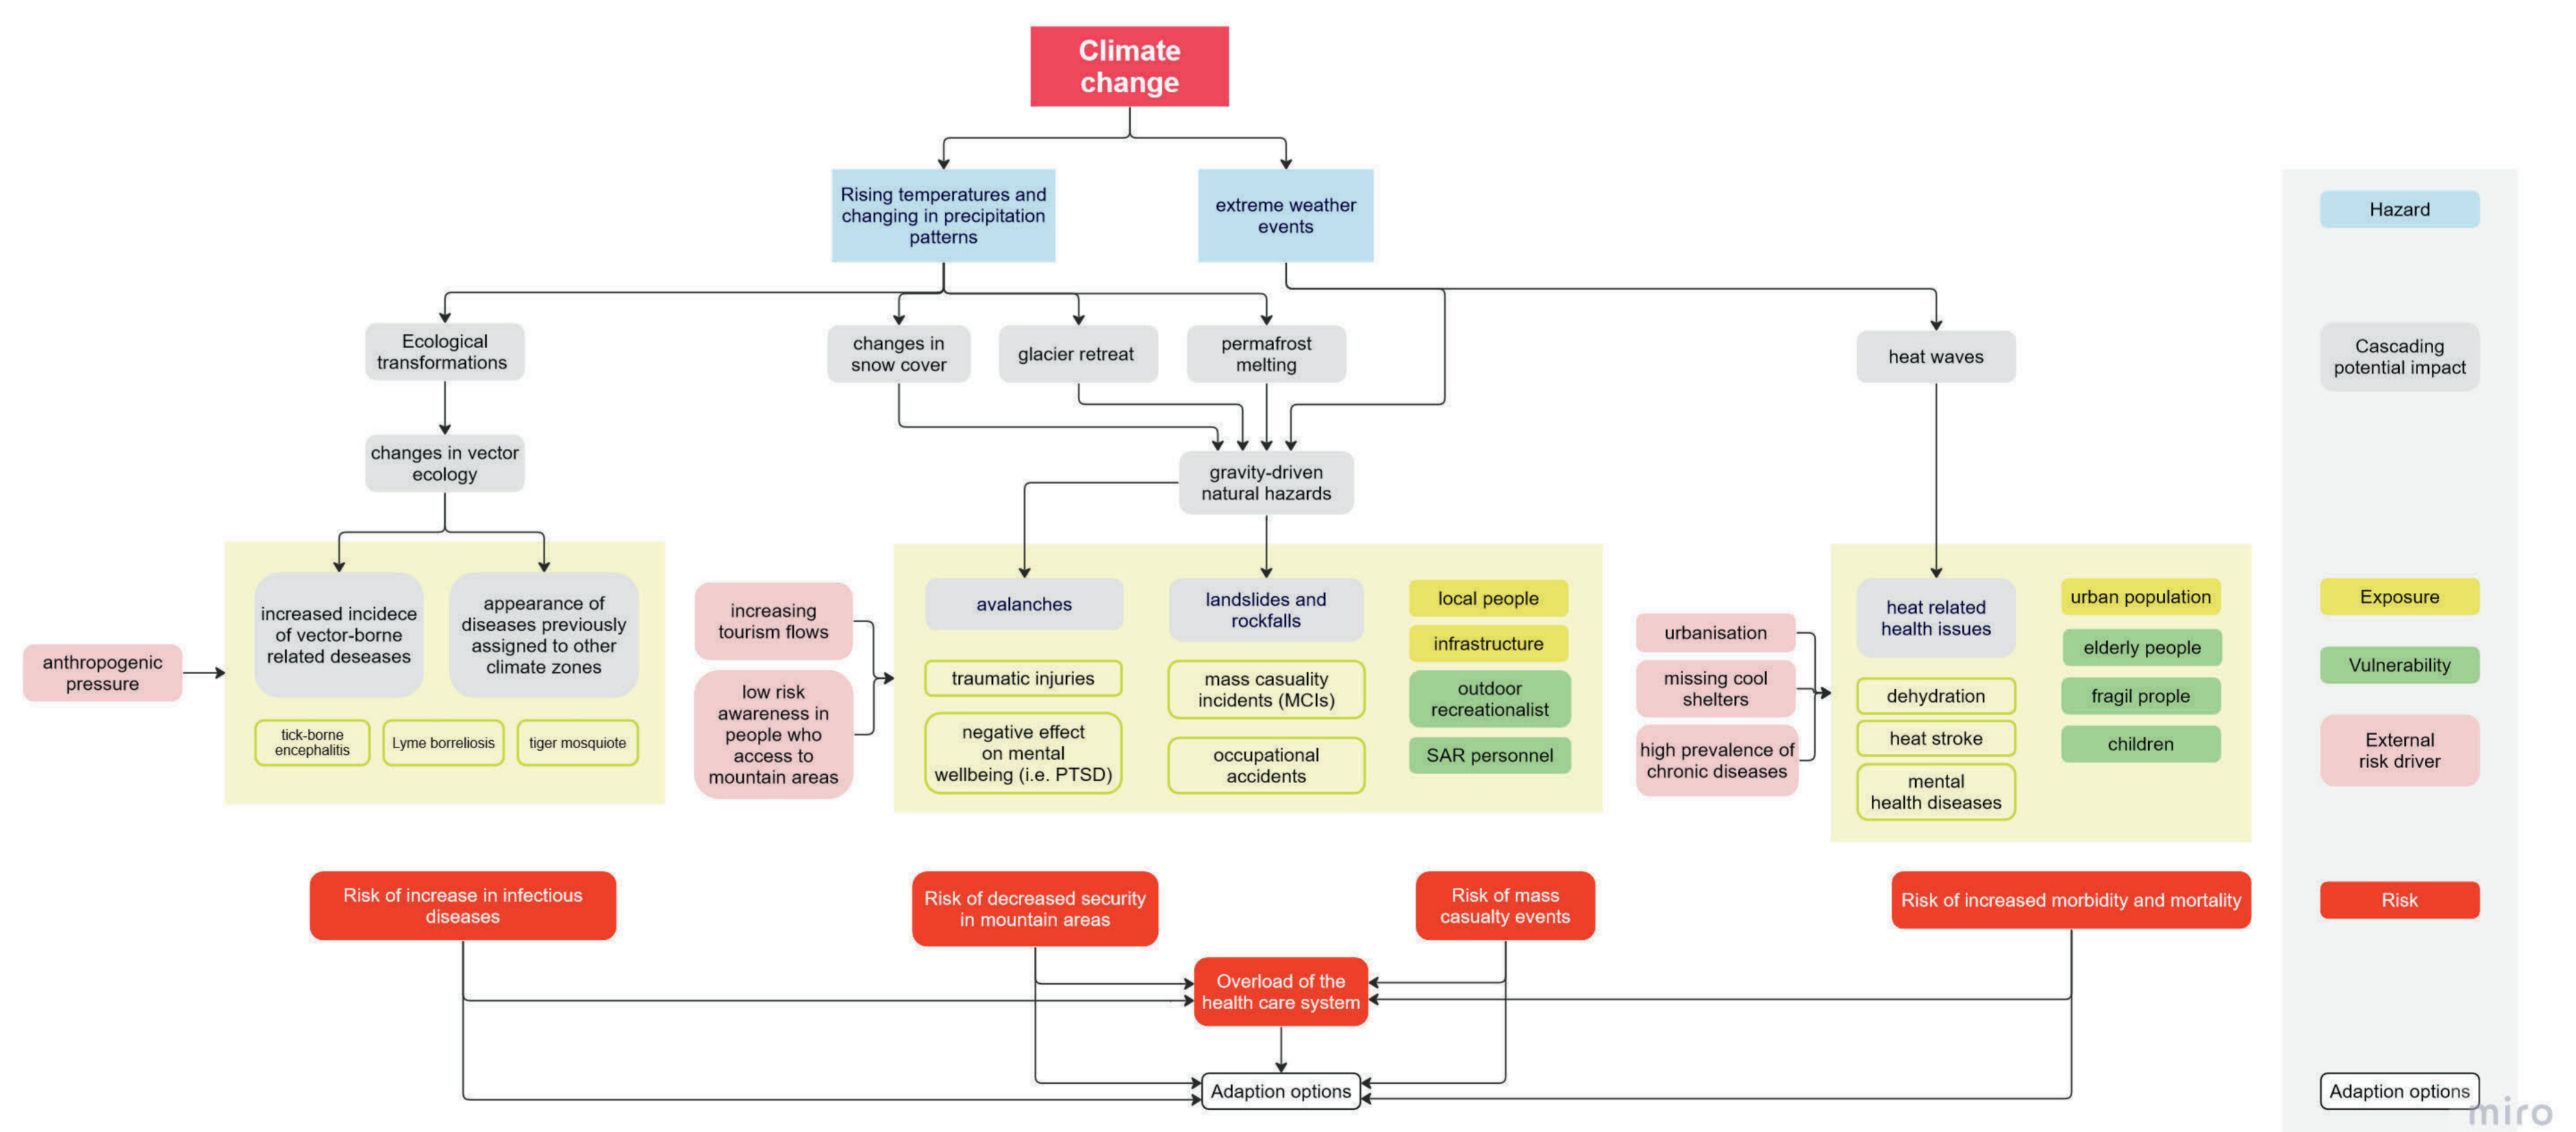 Climate
change
Rising temperatures and
changing in precipitation
patterns
extreme weather
events
Hazard
Ecological
transformations
changes in
snow cover
glacier retreat
permafrost
melting
heat waves
Cascading
potential impact
changes in vector
ecology
gravity-driven
natural hazards
anthropogenic
pressure
increased incidece
of vector-borne
related deseases
appearance of
diseases previously
assigned to other
climate zones
tick-borne
encephalitis
Lyme borreliosis
tiger mosquiote
increasing
tourism flows
low risk
awareness in
people who
access to
mountain areas
avalanches
traumatic injuries
negative effect
on mental
wellbeing (i.e. PTSD)
landslides and
rockfalls
mass casuality
incidents (MCIs)
occupational
accidents
local people
infrastructure
outdoor
recreationalist
SAR personnel
urbanisation
missing cool
shelters
high prevalence of
chronic diseases
heat related
health issues
dehydration
heat stroke
mental
health diseases
urban population
elderly people
fragil prople
children
Exposure
Vulnerability
External
risk driver
Risk of increase in infectious
diseases
Risk of decreased security
in mountain areas
Risk of mass
casualty events
Risk of increased morbidity and mortality
Risk
Overload of the
health care system
Adaption options
Adaption options
miro